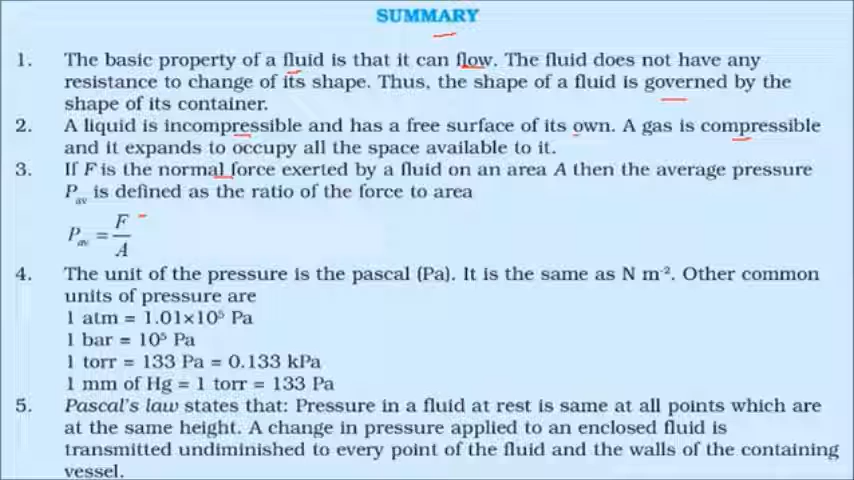 SUMMARY
1. The basic property of a fluid is that it can flow. The fluid does not have any
resistance to change of its shape. Thus, the shape of a fluid is governed by the
shape of its container.
2. A liquid is incompressible and has a free surface of its own. A gas is compressible
and it expands to occupy all the space available to it.
3. If F is the normal force exerted by a fluid on an area A then the average pressure
Pav is defined as the ratio of the force to area
Pav = F/A
4. The unit of the pressure is the pascal (Pa). It is the same as N m⁻². Other common
units of pressure are
1 atm = 1.01×10⁵ Pa
1 bar = 10⁵ Pa
1 torr = 133 Pa = 0.133 kPa
1 mm of Hg = 1 torr = 133 Pa
5. Pascal's law states that: Pressure in a fluid at rest is same at all points which are
at the same height. A change in pressure applied to an enclosed fluid is
transmitted undiminished to every point of the fluid and the walls of the containing
vessel.